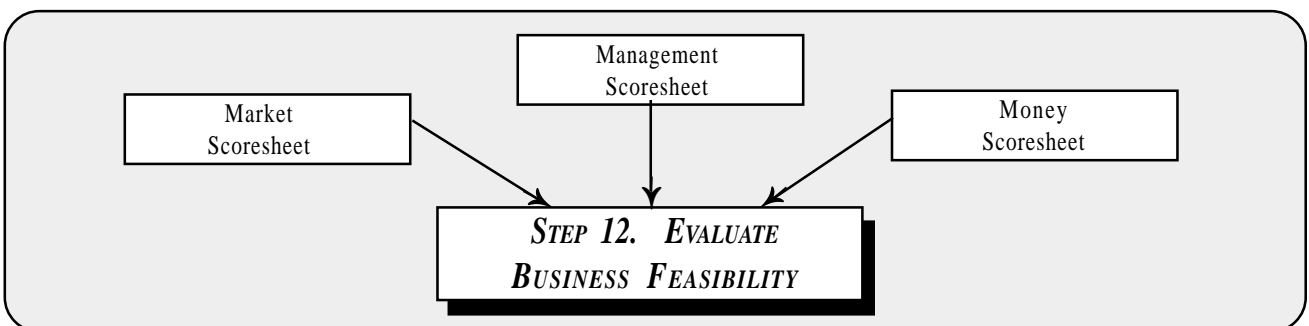 Management
Scoresheet
Market
Scoresheet
Money
Scoresheet
STEP 12. EVALUATE
BUSINESS FEASIBILITY